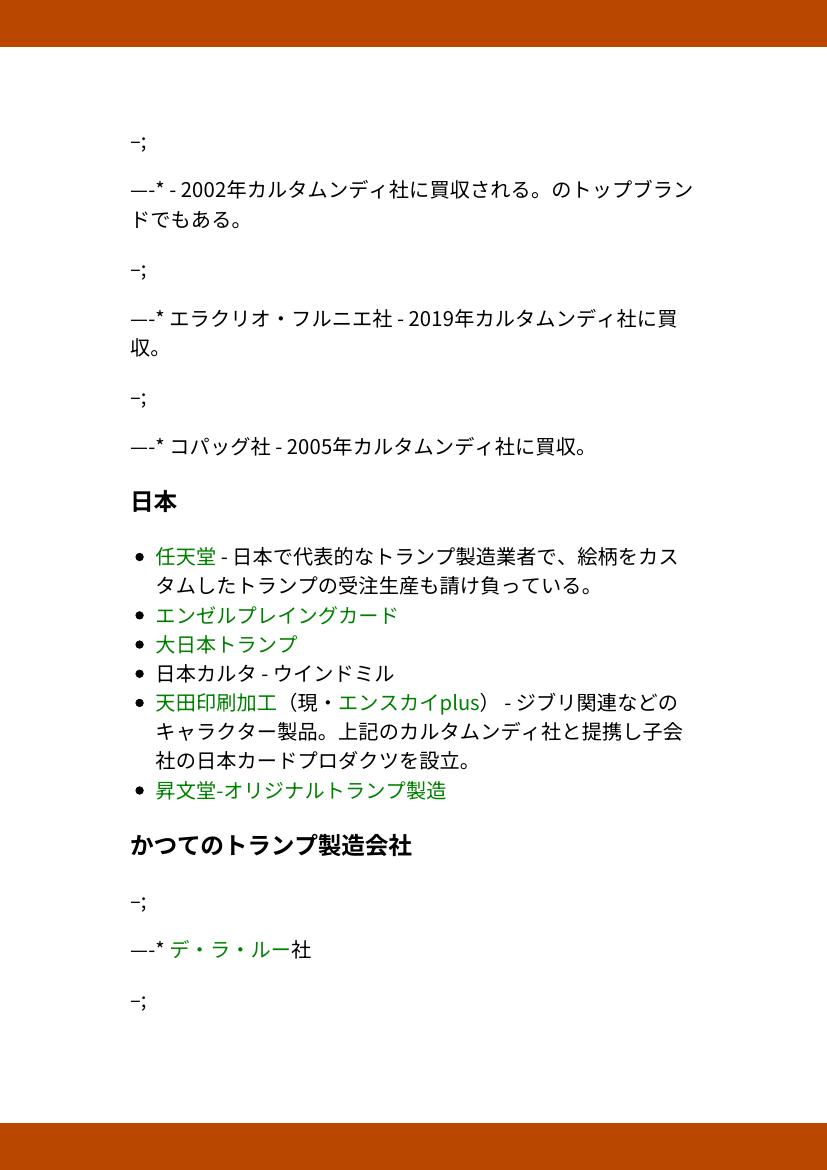 –;
—-* - 2002年カルタムンディ社に買収される。のトップブラン
ドでもある。
–;
—-* エラクリオ・フルニエ社 - 2019年カルタムンディ社に買
収。
–;
—-* コパッグ社 - 2005年カルタムンディ社に買収。
日本
• 任天堂 - 日本で代表的なトランプ製造業者で、絵柄をカス
タムしたトランプの受注生産も請け負っている。
• エンゼルプレイングカード
• 大日本トランプ
• 日本カルタ - ウインドミル
• 天田印刷加工（現・エンスカイplus） - ジブリ関連などの
キャラクター製品。上記のカルタムンディ社と提携し子会
社の日本カードプロダクツを設立。
• 昇文堂-オリジナルトランプ製造
かつてのトランプ製造会社
–;
—-* デ・ラ・ルー社
–;